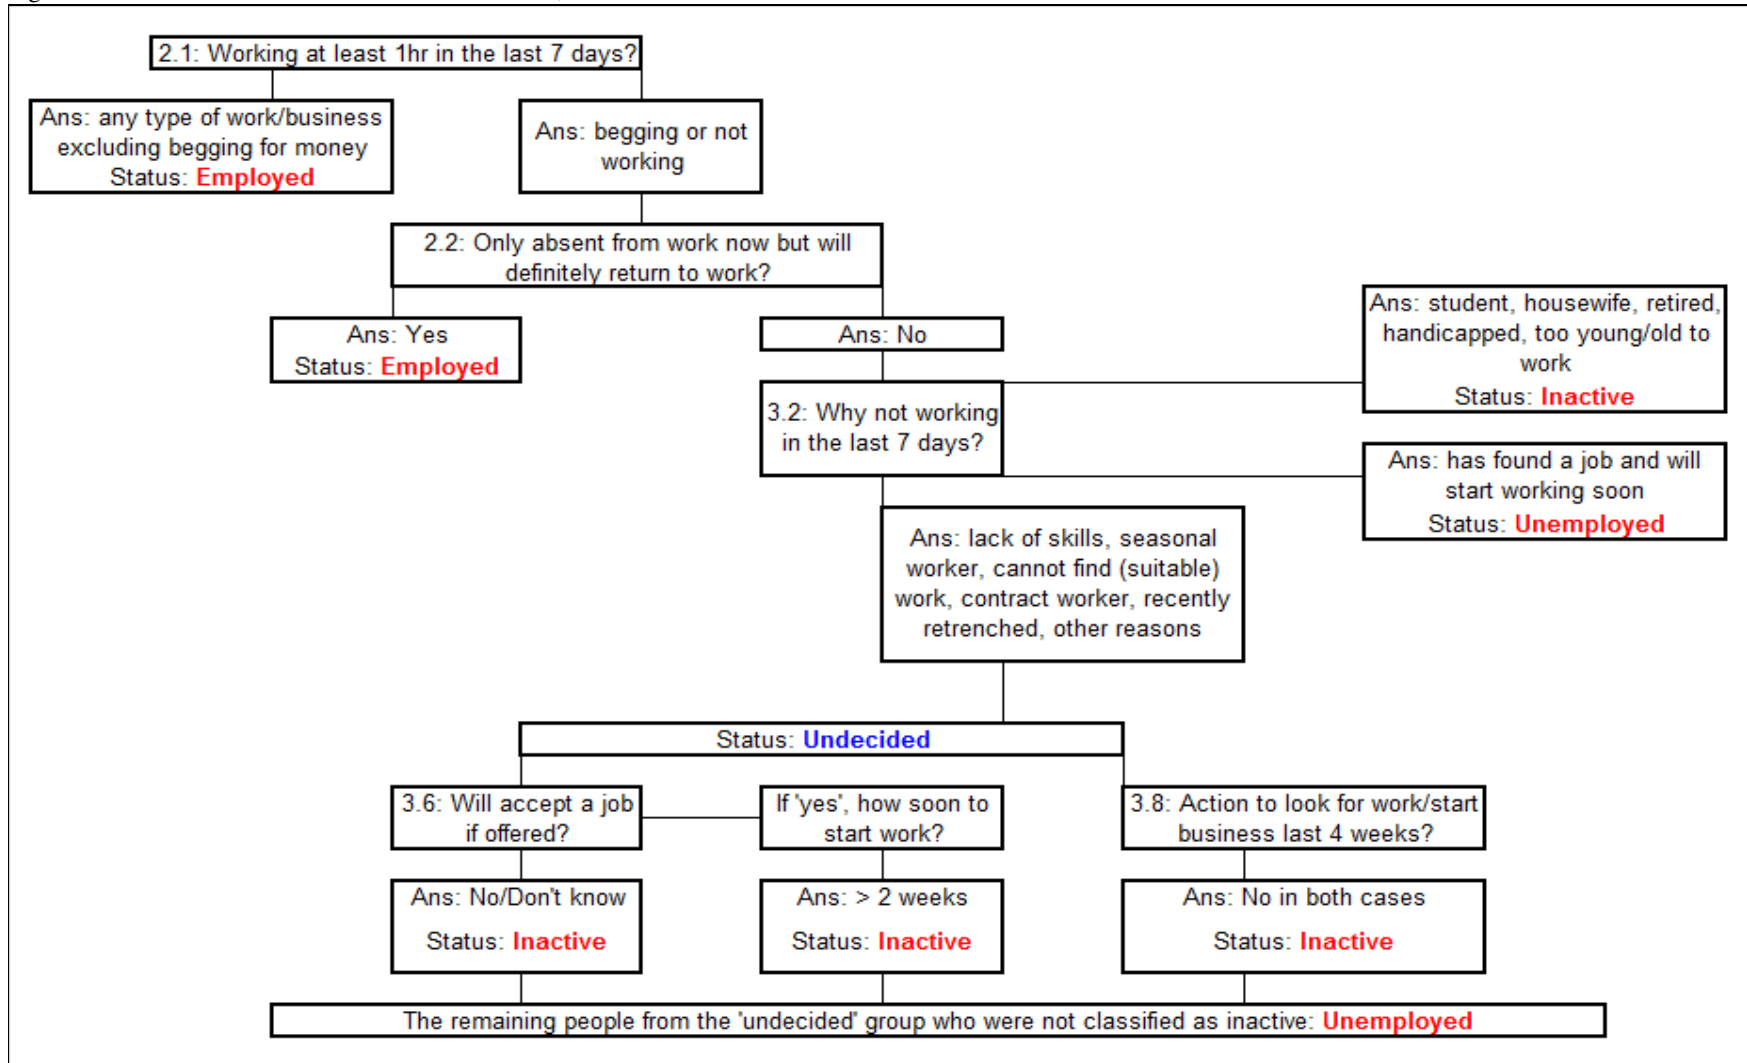 2.1: Working at least 1hr in the last 7 days?
Ans: any type of work/business
excluding begging for money
Status: Employed
Ans: begging or not
working
2.2: Only absent from work now but will
definitely return to work?
Ans: Yes
Status: Employed
Ans: No
Ans: student, housewife, retired,
handicapped, too young/old to
work
Status: Inactive
3.2: Why not working
in the last 7 days?
Ans: has found a job and will
start working soon
Status: Unemployed
Ans: lack of skills, seasonal
worker, cannot find (suitable)
work, contract worker, recently
retrenched, other reasons
Status: Undecided
3.6: Will accept a job
if offered?
If 'yes', how soon to
start work?
3.8: Action to look for work/start
business last 4 weeks?
Ans: No/Don't know
Status: Inactive
Ans: > 2 weeks
Status: Inactive
Ans: No in both cases
Status: Inactive
The remaining people from the 'undecided' group who were not classified as inactive: Unemployed